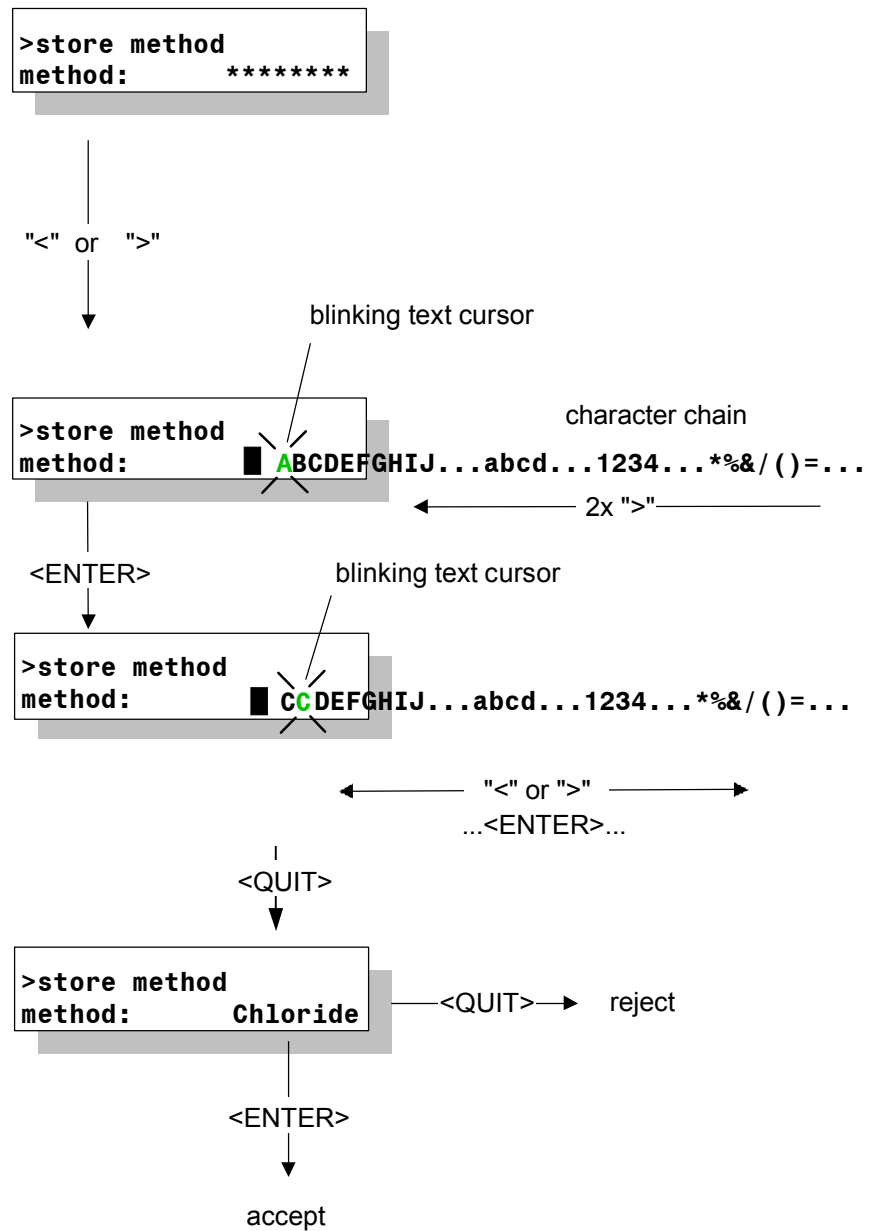 >store method
method: ********
"<" or ">"
blinking text cursor
character chain
>store method
method: █ ABCDEFGHIJ...abcd...1234...*%&/()=...
2x ">"
<ENTER>
blinking text cursor
>store method
method: █ CCDEFGHIJ...abcd...1234...*%&/()=...
"<" or ">"
...<ENTER>...
<QUIT>
>store method
method: Chloride
<QUIT> reject
<ENTER>
accept